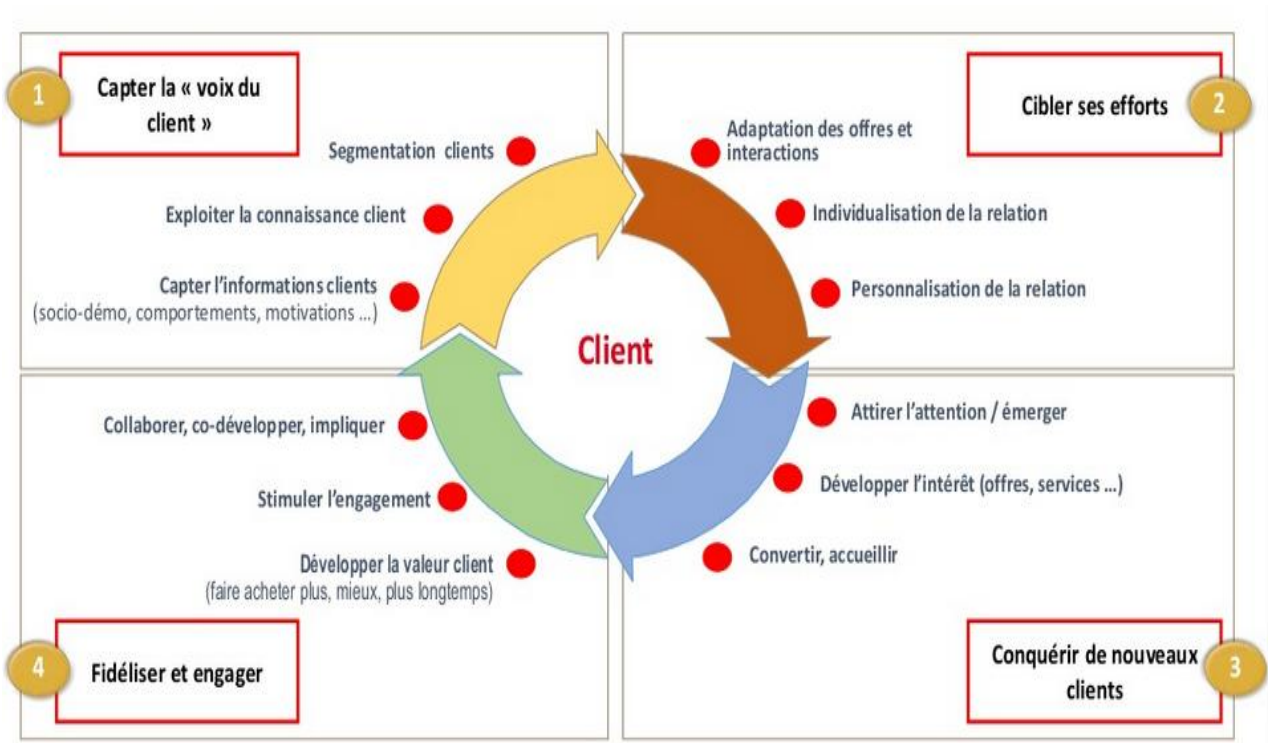 1
Capter la « voix du
client »
Segmentation clients
Exploiter la connaissance client
Capter l'informations clients
(socio-démo, comportements, motivations ...)
2
Cibler ses efforts
Adaptation des offres et
interactions
Individualisation de la relation
Personnalisation de la relation
Client
Attirer l'attention / émerger
Développer l'intérêt (offres, services ...)
Convertir, accueillir
3
Conquérir de nouveaux
clients
Collaborer, co-développer, impliquer
Stimuler l'engagement
Développer la valeur client
(faire acheter plus, mieux, plus longtemps)
4
Fidéliser et engager